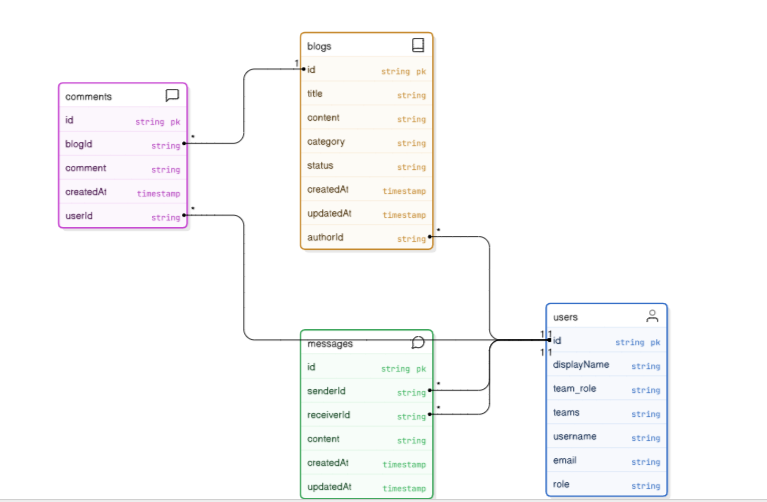 blogs
1
id string pk
title string
content string
category string
status string
createdAt timestamp
updatedAt timestamp
authorId string *
comments
id string pk
blogId string *
comment string
createdAt timestamp
userId string *
messages
id string pk
senderId string *
receiverId string *
content string
createdAt timestamp
updatedAt timestamp
users
1 1
id string pk
1 1
displayName string
team_role string
teams string
username string
email string
role string